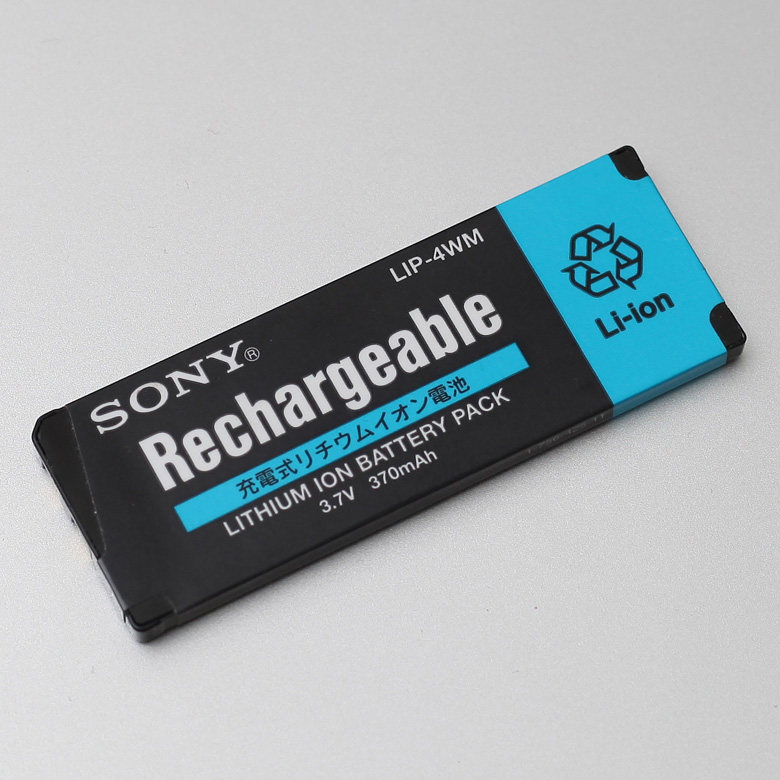 SONY®
LIP-4WM
Rechargeable
充電式リチウムイオン電池
LITHIUM ION BATTERY PACK
3.7V 370mAh
Li-ion